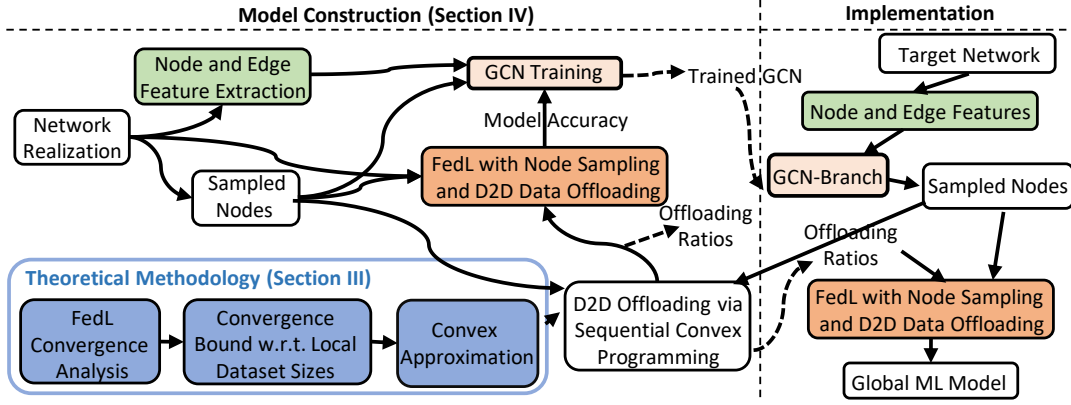 Model Construction (Section IV)
Implementation
Node and Edge
Feature Extraction
GCN Training
Trained GCN
Target Network
Network
Realization
Model Accuracy
Node and Edge Features
Sampled
Nodes
FedL with Node Sampling
and D2D Data Offloading
GCN-Branch
Sampled Nodes
Offloading
Ratios
Offloading
Ratios
Theoretical Methodology (Section III)
FedL
Convergence
Analysis
Convergence
Bound w.r.t. Local
Dataset Sizes
Convex
Approximation
D2D Offloading via
Sequential Convex
Programming
FedL with Node Sampling
and D2D Data Offloading
Global ML Model